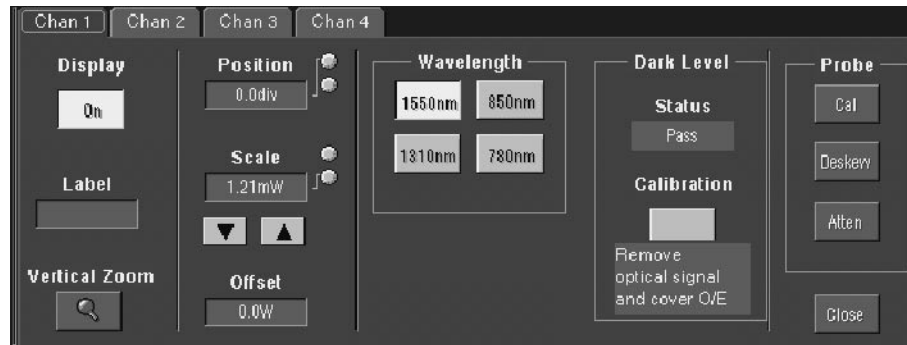 Chan 1 Chan 2 Chan 3 Chan 4
Display
On
Label
Vertical Zoom
Position
0.0div
Scale
1.21mW
Offset
0.0W
Wavelength
1550nm 850nm
1310nm 780nm
Dark Level
Status
Pass
Calibration
Remove
optical signal
and cover O/E
Probe
Cal
Deskew
Atten
Close